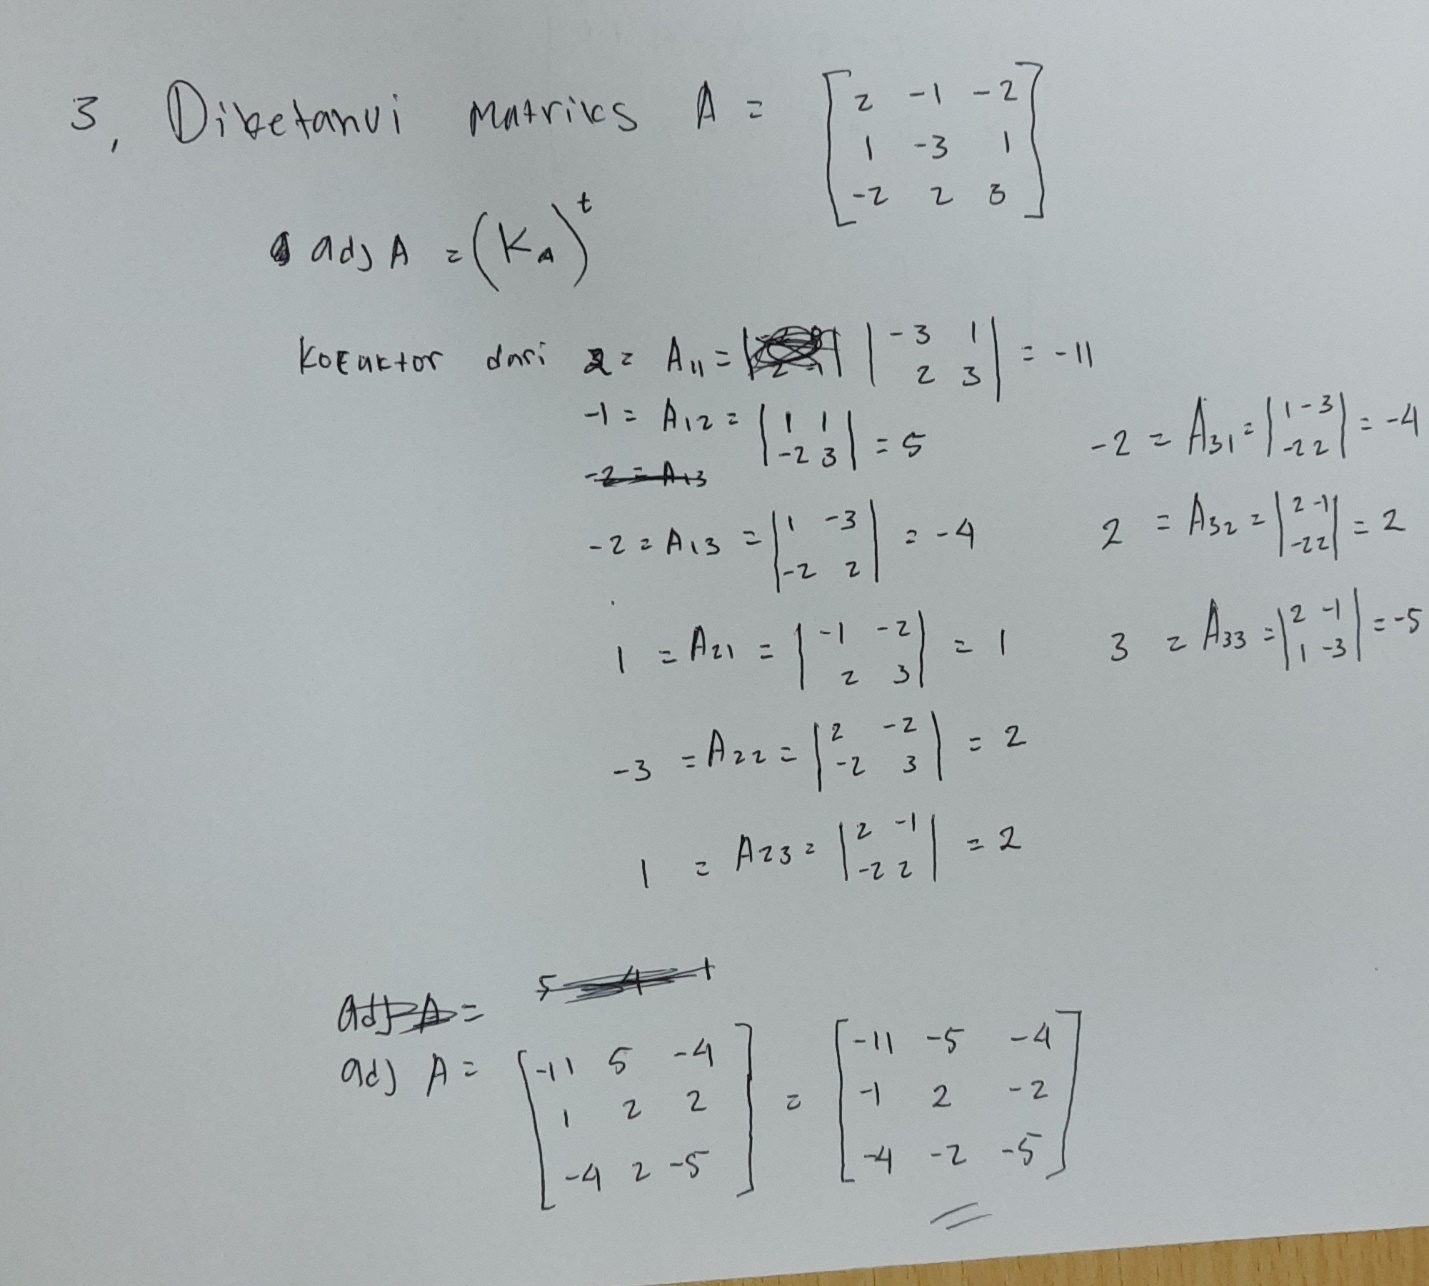 3, Diketahui Matriks A = [2 -1 -2
1 -3 1
-2 2 3]
adj A = (K_A)^t
Kofaktor dari 2 = A11 = |-3 1
2 3| = -11
-1 = A12 = |1 1
-2 3| = 5
-2 = A13
-2 = A13 = |1 -3
-2 2| = -4
1 = A21 = |-1 -2
2 3| = 1
-3 = A22 = |2 -2
-2 3| = 2
1 = A23 = |2 -1
-2 2| = 2
-2 = A31 = |1 -3
-2 2| = -4
2 = A32 = |2 -1
-2 2| = 2
3 = A33 = |2 -1
1 -3| = -5
adj A =
adj A = [-11 5 -4
1 2 2
-4 2 -5] = [-11 -5 -4
-1 2 -2
-4 -2 -5]